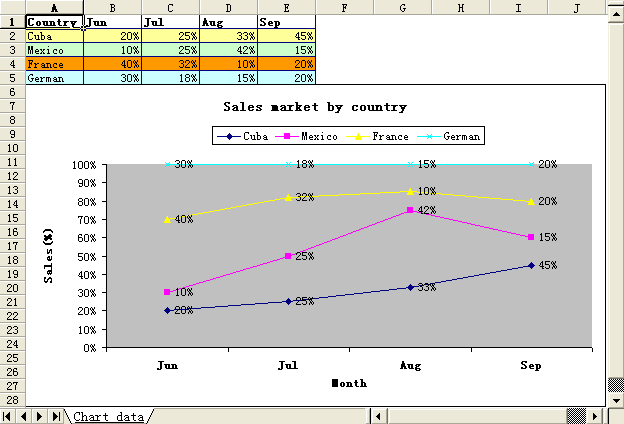 A B C D E F G H I J
1 Country Jun Jul Aug Sep
2 Cuba 20% 25% 33% 45%
3 Mexico 10% 25% 42% 15%
4 France 40% 32% 10% 20%
5 German 30% 18% 15% 20%
6
7 Sales market by country
8
9 Cuba Mexico France German
10
11 100% 30% 18% 15% 20%
12 90%
13 80% 32% 10% 20%
14 70% 40% 42%
15 60% 15%
16 50% 25%
17 40% 45%
18 30% 10% 33%
19 20% 20% 25%
20 10%
21 0%
22 Sales(%)
23 Jun Jul Aug Sep
24 Month
25
26
27
28
Chart data